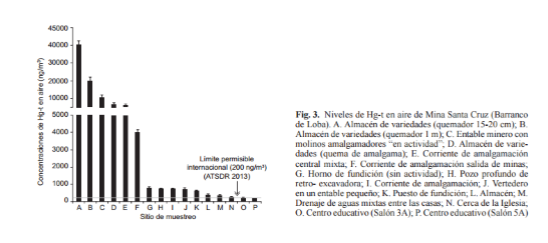 45000
40000
30000
20000
10000
5000
4000
3000
2000
1000
0
Concentraciones de Hg-t en aire (ng/m³)
Límite permisible
internacional (200 ng/m³)
(ATSDR 2013)
A B C D E F G H I J K L M N O P
Sitio de muestreo
Fig. 3. Niveles de Hg-t en aire de Mina Santa Cruz (Barranco
de Loba). A. Almacén de variedades (quemador 15-20 cm); B.
Almacén de variedades (quemador 1 m); C. Entable minero con
molinos amalgamadores “en actividad”; D. Almacén de varie-
dades (quema de amalgama); E. Corriente de amalgamación
central mixta; F. Corriente de amalgamación salida de minas;
G. Horno de fundición (sin actividad); H. Pozo profundo de
retro- excavadora; I. Corriente de amalgamación; J. Vertedero
en un entable pequeño; K. Puesto de fundición; L. Almacén; M.
Drenaje de aguas mixtas entre las casas; N. Cerca de la Iglesia;
O. Centro educativo (Salón 3A); P. Centro educativo (Salón 5A)